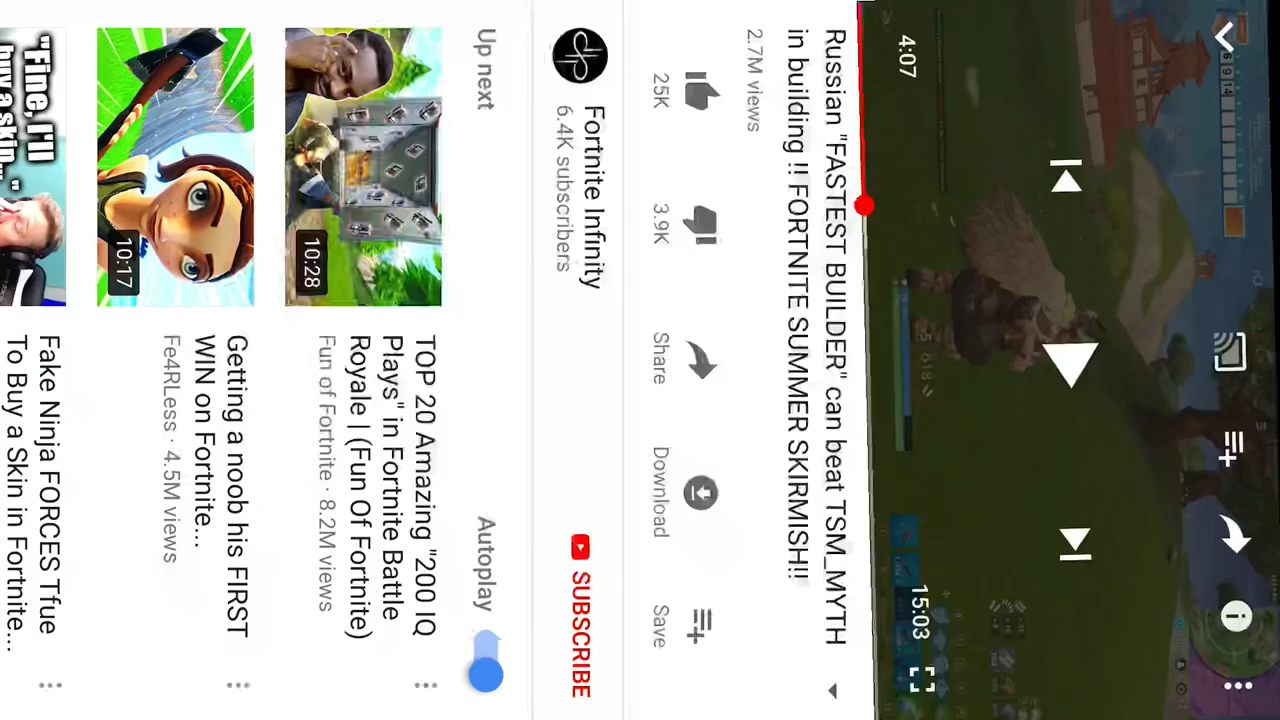 4:07
15:03
Russian "FASTEST BUILDER" can beat TSM_MYTH
in building !! FORTNITE SUMMER SKIRMISH!!
2.7M views
25K
3.9K
Share
Download
Save
Fortnite Infinity
6.4K subscribers
SUBSCRIBE
Up next
Autoplay
10:28
TOP 20 Amazing "200 IQ
Plays" in Fortnite Battle
Royale | (Fun Of Fortnite)
Fun of Fortnite · 8.2M views
10:17
Getting a noob his FIRST
WIN on Fortnite...
Fe4RLess · 4.5M views
"Fine, I'll
buy a skin.."
Fake Ninja FORCES Tfue
To Buy a Skin in Fortnite...